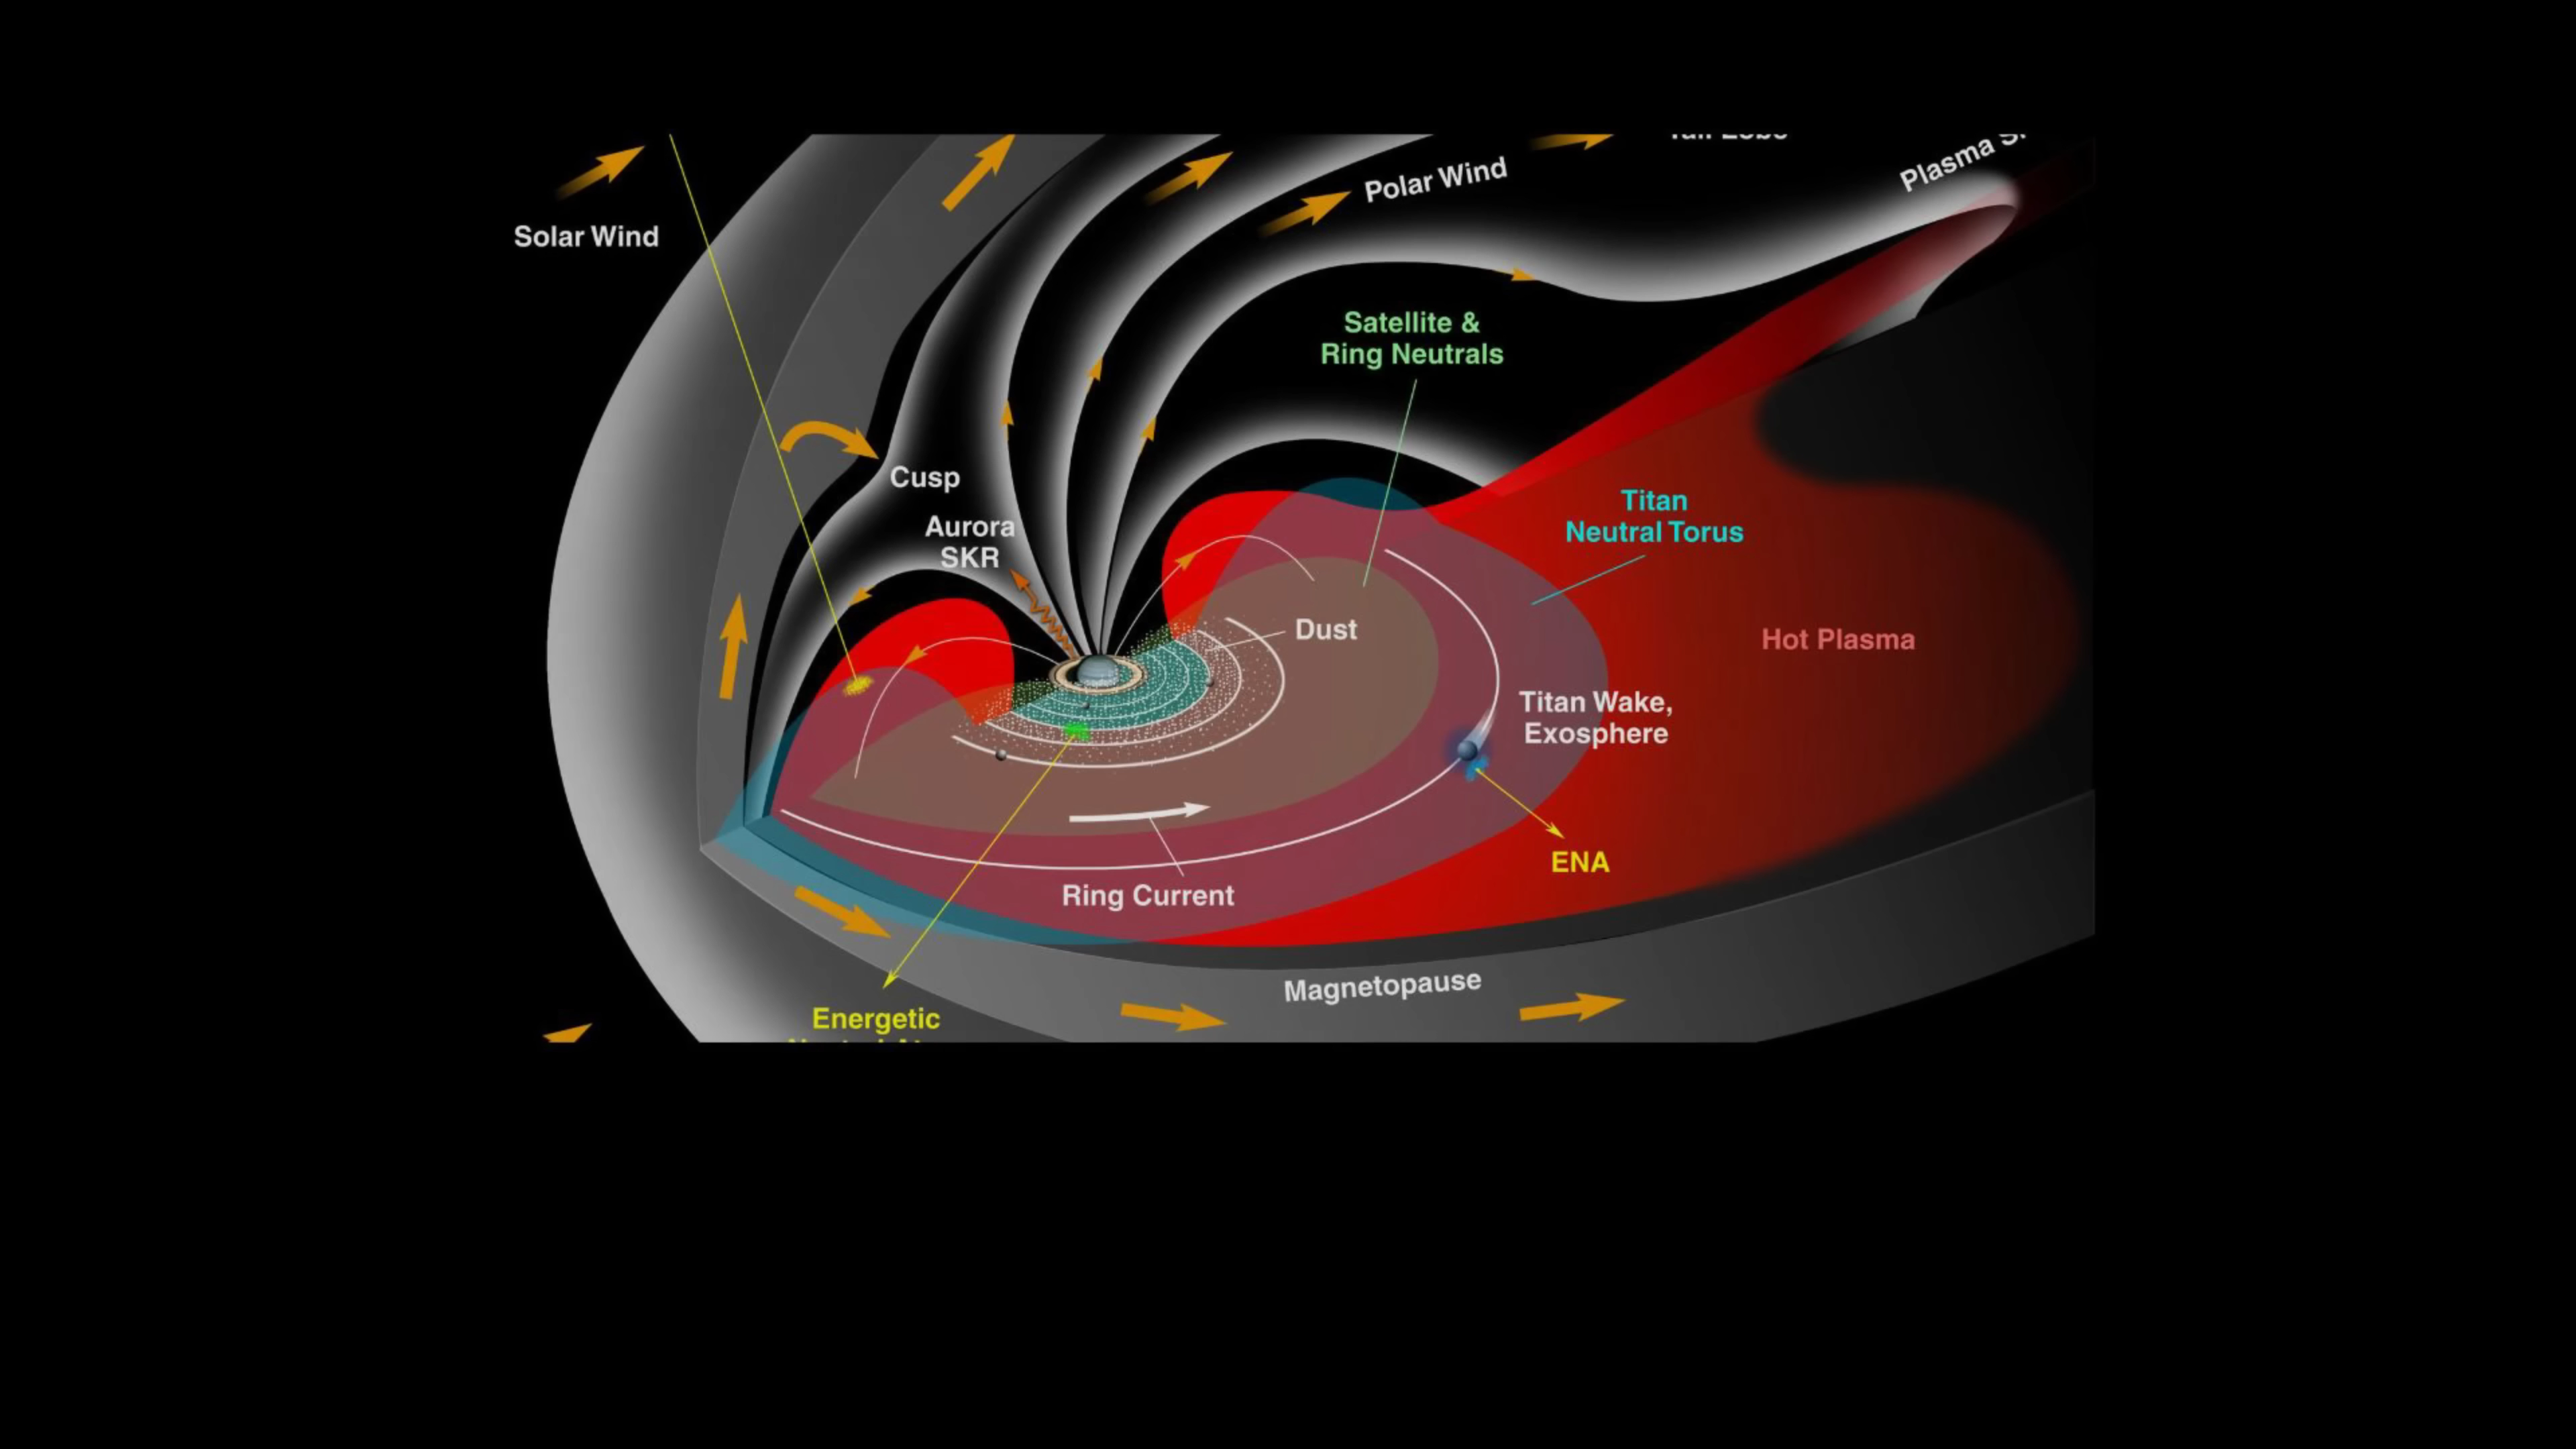 Polar Wind
Plasma
Solar Wind
Satellite &
Ring Neutrals
Cusp
Aurora
SKR
Titan
Neutral Torus
Dust
Hot Plasma
Titan Wake,
Exosphere
ENA
Ring Current
Magnetopause
Energetic